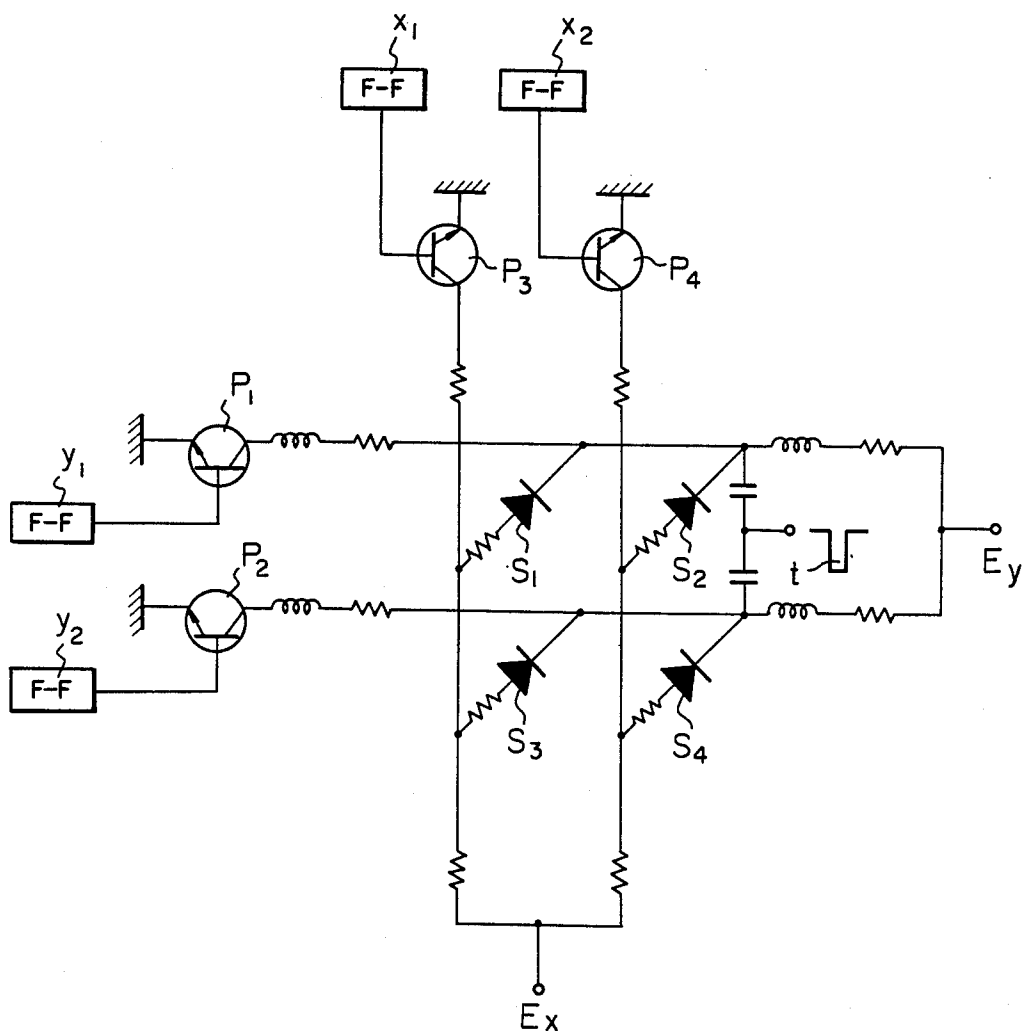 x₁ x₂
F-F F-F
P₃ P₄
P₁
y₁
F-F
S₁ S₂ t Ey
P₂
y₂
F-F
S₃ S₄
Ex